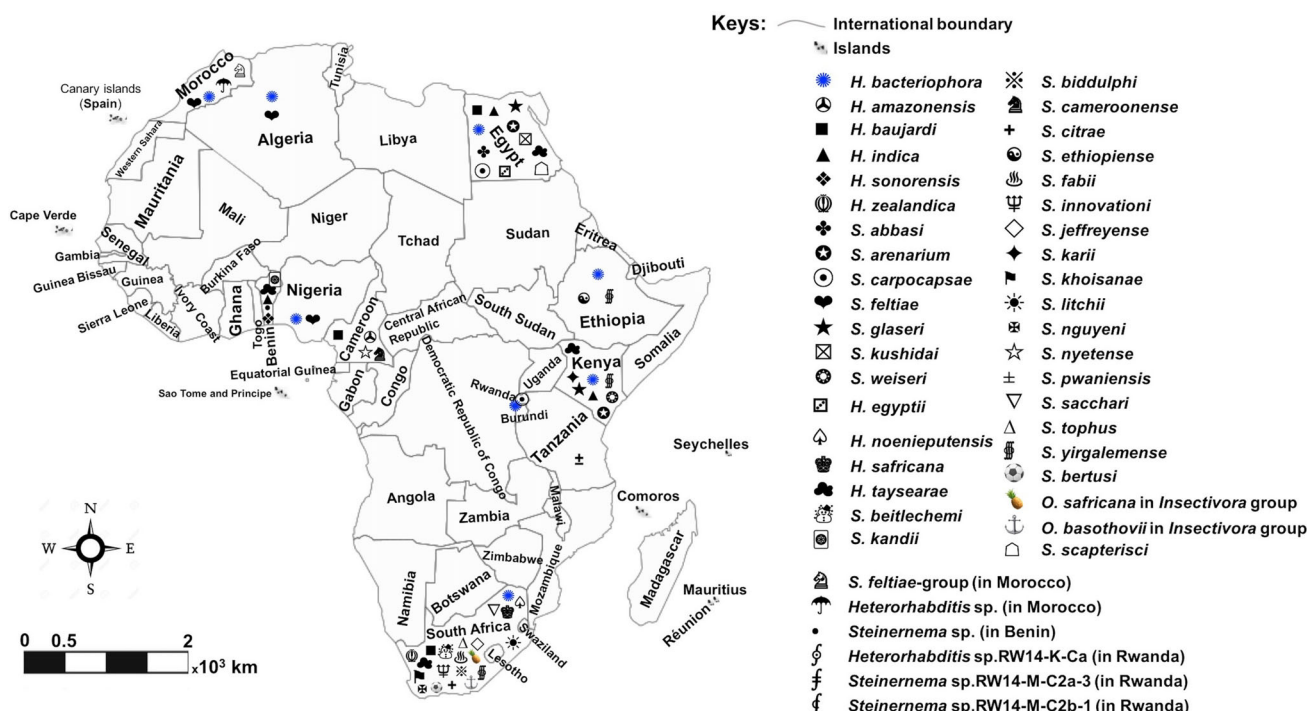 Keys:
International boundary
Islands
H. bacteriophora
H. amazonensis
H. baujardi
H. indica
H. sonorensis
H. zealandica
S. abbasi
S. arenarium
S. carpocapsae
S. feltiae
S. glaseri
S. kushidai
S. weiseri
H. egyptii
H. noenieputensis
H. safricana
H. taysearae
S. beitlechemi
S. kandii
S. biddulphi
S. cameroonense
S. citrae
S. ethiopiense
S. fabii
S. innovationi
S. jeffreyense
S. karii
S. khoisanae
S. litchii
S. nguyeni
S. nyetense
S. pwaniensis
S. sacchari
S. tophus
S. yirgalemense
S. bertusi
O. safricana in Insectivora group
O. basothovii in Insectivora group
S. scapterisci
S. feltiae-group (in Morocco)
Heterorhabditis sp. (in Morocco)
Steinernema sp. (in Benin)
Heterorhabditis sp.RW14-K-Ca (in Rwanda)
Steinernema sp.RW14-M-C2a-3 (in Rwanda)
Steinernema sp.RW14-M-C2b-1 (in Rwanda)
Morocco
Tunisia
Canary islands
(Spain)
Algeria
Libya
Egypt
Western Sahara
Mauritania
Mali
Niger
Tchad
Sudan
Eritrea
Djibouti
Cape Verde
Senegal
Gambia
Guinea Bissau
Guinea
Sierra Leone
Liberia
Ivory Coast
Burkina Faso
Ghana
Togo
Benin
Nigeria
Cameroon
Central African
Republic
South Sudan
Ethiopia
Somalia
Equatorial Guinea
Sao Tome and Principe
Gabon
Congo
Democratic Republic of Congo
Uganda
Kenya
Rwanda
Burundi
Tanzania
Seychelles
Comoros
Angola
Zambia
Malawi
Mozambique
Zimbabwe
Madagascar
Mauritius
Réunion
Namibia
Botswana
South Africa
Swaziland
Lesotho
N
W E
S
0 0.5 2
x10³ km